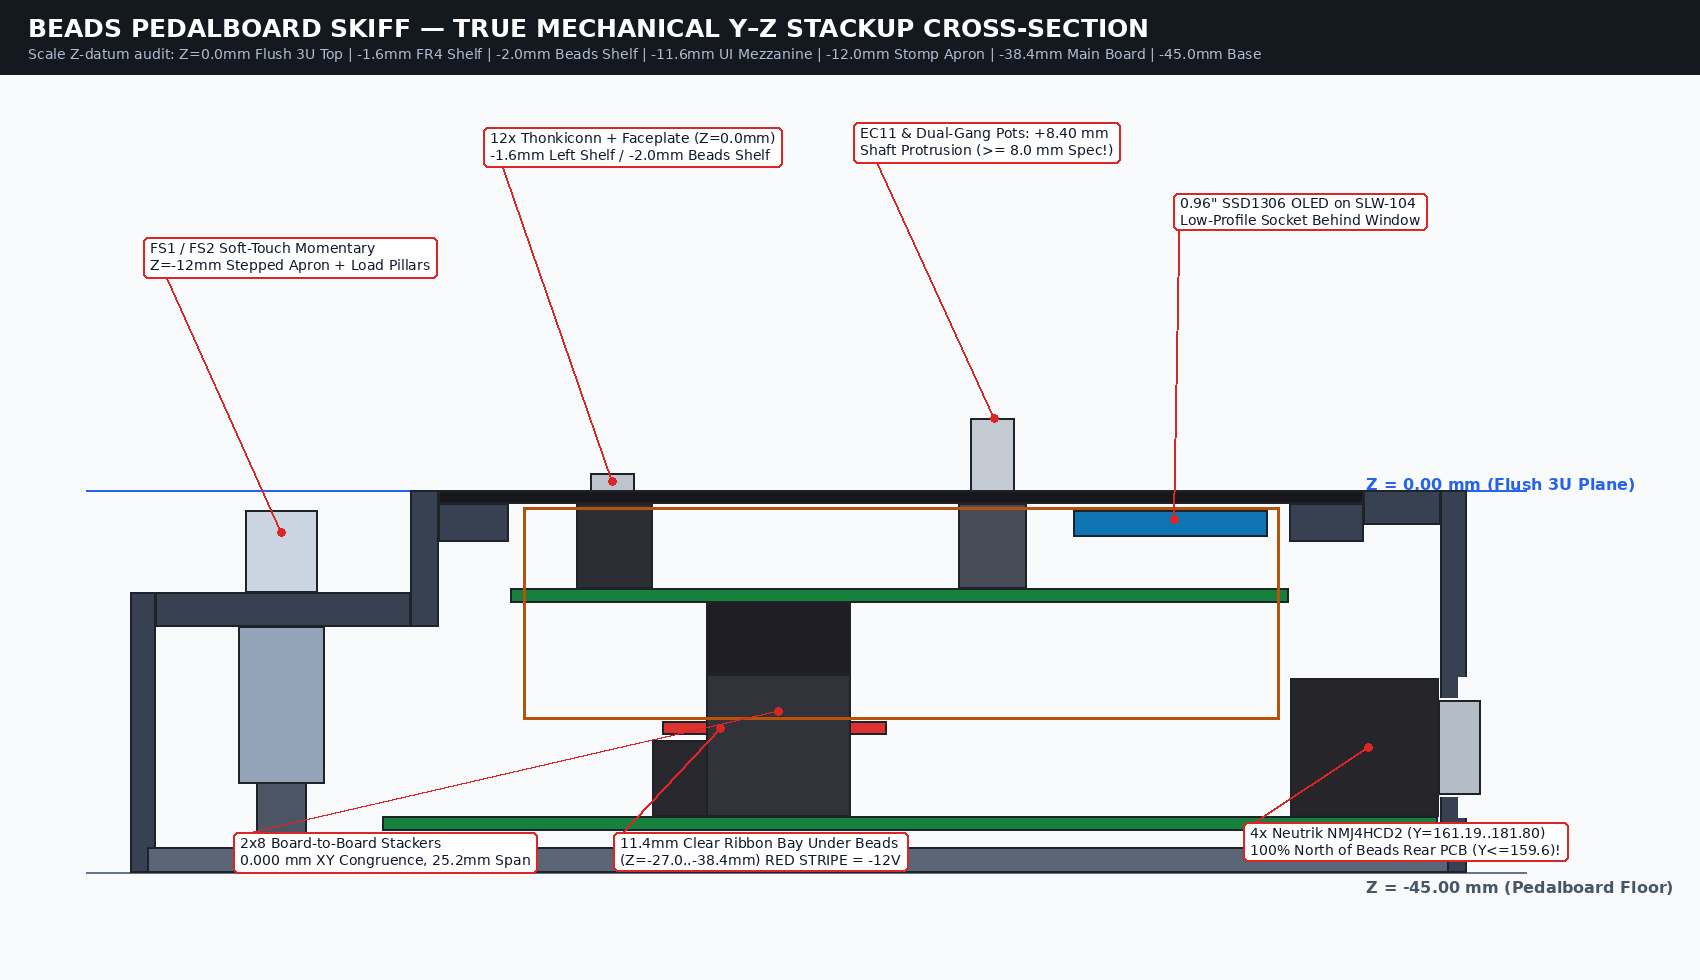 BEADS PEDALBOARD SKIFF — TRUE MECHANICAL Y–Z STACKUP CROSS-SECTION
Scale Z-datum audit: Z=0.0mm Flush 3U Top | -1.6mm FR4 Shelf | -2.0mm Beads Shelf | -11.6mm UI Mezzanine | -12.0mm Stomp Apron | -38.4mm Main Board | -45.0mm Base
EC11 & Dual-Gang Pots: +8.40 mm
Shaft Protrusion (>= 8.0 mm Spec!)
12x Thonkiconn + Faceplate (Z=0.0mm)
-1.6mm Left Shelf / -2.0mm Beads Shelf
0.96" SSD1306 OLED on SLW-104
Low-Profile Socket Behind Window
FS1 / FS2 Soft-Touch Momentary
Z=-12mm Stepped Apron + Load Pillars
Z = 0.00 mm (Flush 3U Plane)
2x8 Board-to-Board Stackers
0.000 mm XY Congruence, 25.2mm Span
11.4mm Clear Ribbon Bay Under Beads
(Z=-27.0..-38.4mm) RED STRIPE = -12V
4x Neutrik NMJ4HCD2 (Y=161.19..181.80)
100% North of Beads Rear PCB (Y<=159.6)!
Z = -45.00 mm (Pedalboard Floor)